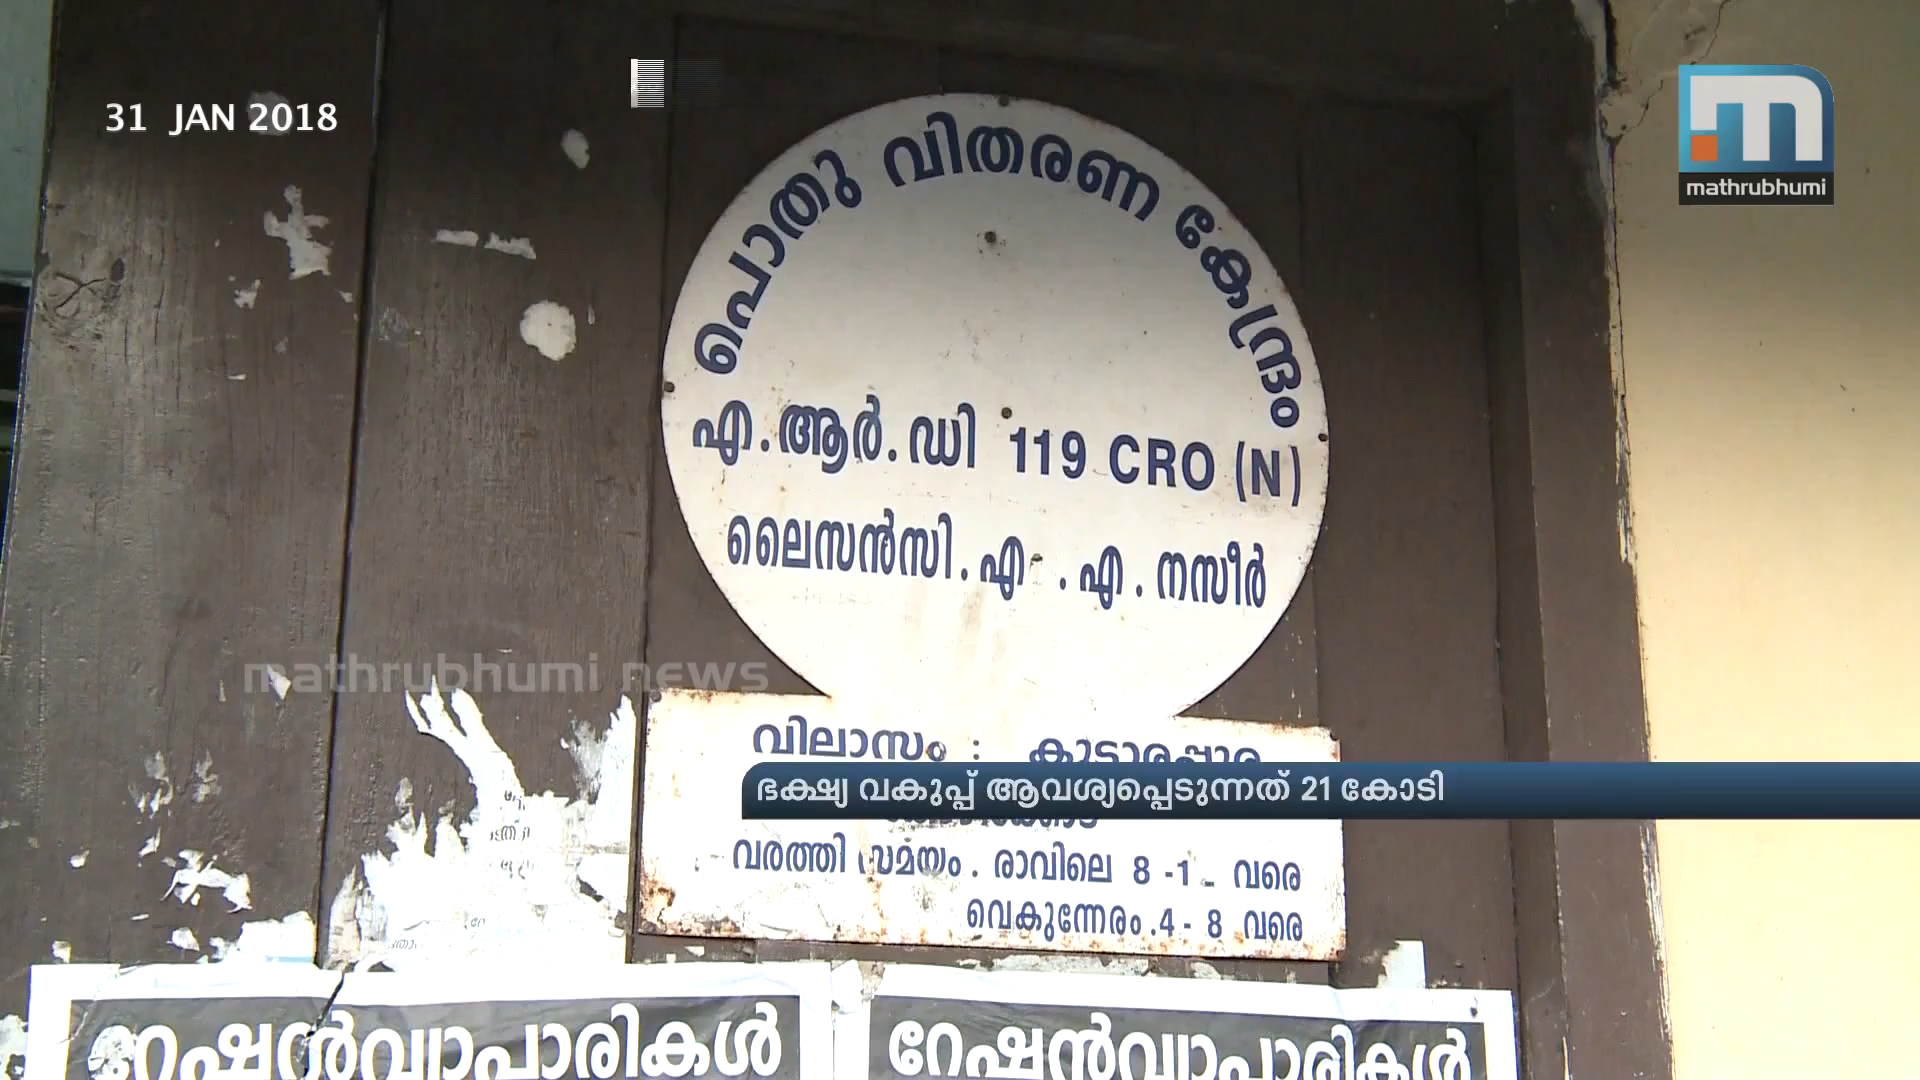 31 JAN 2018
mathrubhumi
പൊതു വിതരണ കേന്ദ്രം
എ.ആർ.ഡി 119 CRO (N)
ലൈസൻസി.എ .എ.നസീർ
mathrubhumi news
വിലാസം :
ഭക്ഷ്യ വകുപ്പ് ആവശ്യപ്പെടുന്നത് 21 കോടി
സമയം. രാവിലെ 8 -1 വരെ
വൈകുന്നേരം.4- 8 വരെ
റേഷൻവ്യാപാരികൾ
റേഷൻവ്യാപാരികൾ